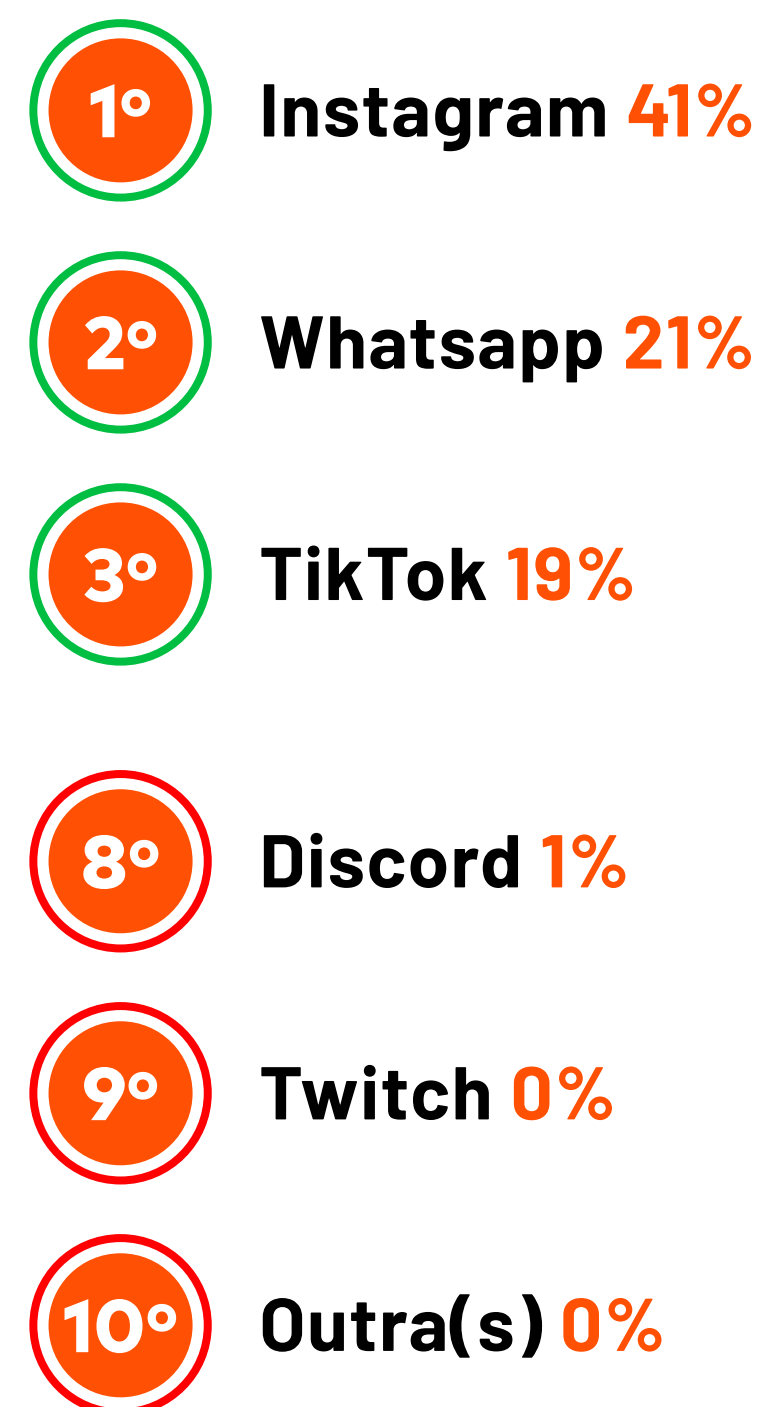 1º Instagram 41%
2º Whatsapp 21%
3º TikTok 19%
8º Discord 1%
9º Twitch 0%
10º Outra(s) 0%